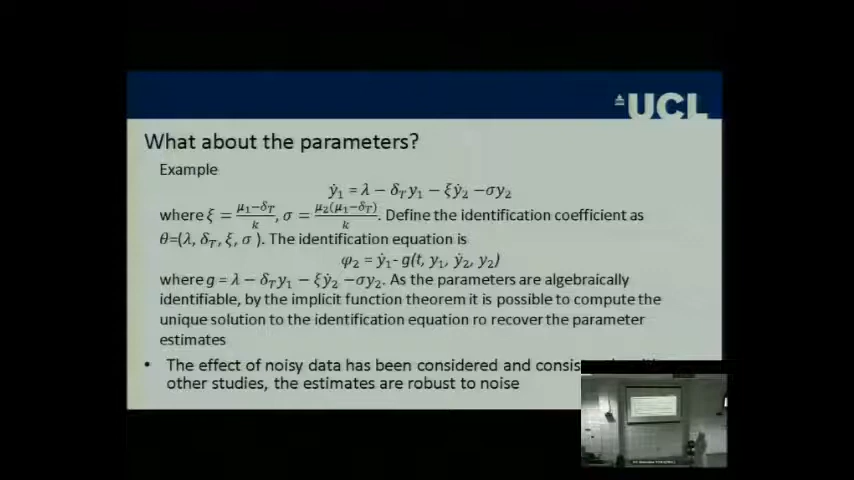 UCL
What about the parameters?
Example
ẏ₁ = λ − δ_T y₁ − ξẏ₂ −σy₂
where ξ = (μ₁−δ_T)/k, σ = μ₂(μ₁−δ_T)/k. Define the identification coefficient as
θ=(λ, δ_T, ξ, σ ). The identification equation is
φ₂ = ẏ₁- g(t, y₁, ẏ₂, y₂)
where g = λ − δ_T y₁ − ξẏ₂ −σy₂. As the parameters are algebraically
identifiable, by the implicit function theorem it is possible to compute the
unique solution to the identification equation ro recover the parameter
estimates
• The effect of noisy data has been considered and
other studies, the estimates are robust to noise